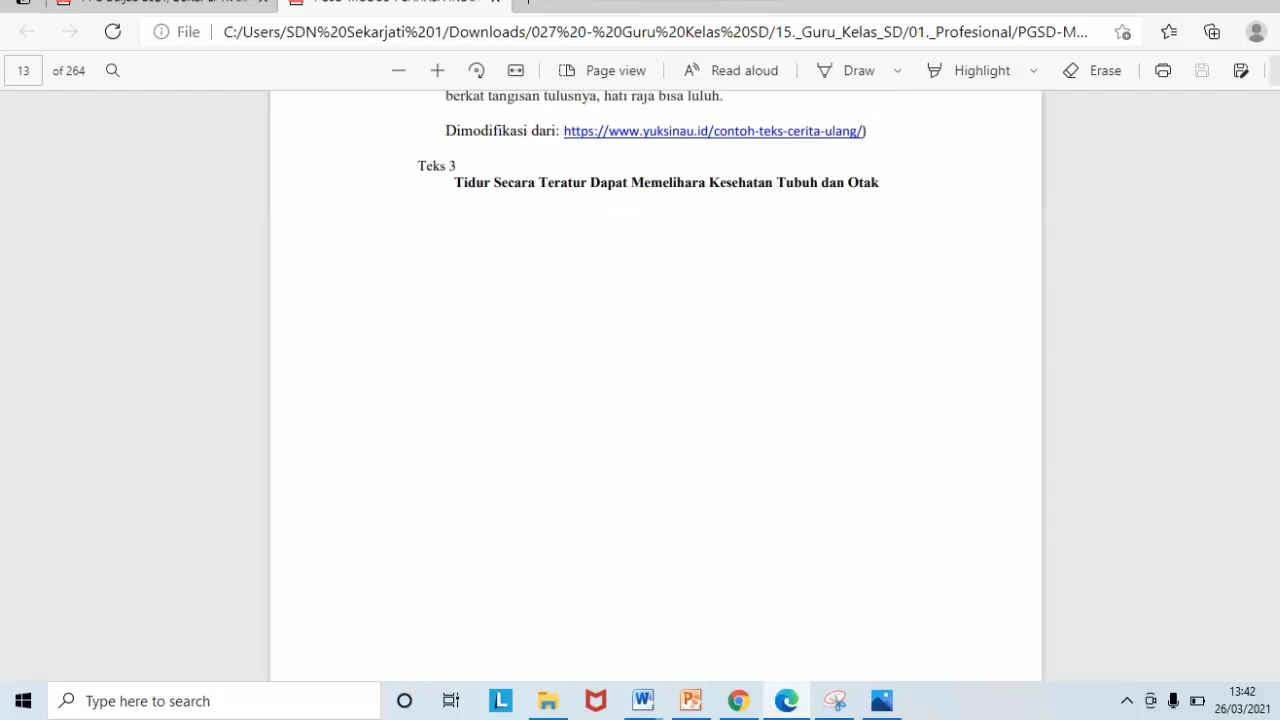 File
C:/Users/SDN%20Sekarjati%201/Downloads/027%20-%20Guru%20Kelas%20SD/15._Guru_Kelas_SD/01._Profesional/PGSD-M...
13 of 264
Page view
Read aloud
Draw
Highlight
Erase
berkat tangisan tulusnya, hati raja bisa luluh.
Dimodifikasi dari: https://www.yuksinau.id/contoh-teks-cerita-ulang/)
Teks 3
Tidur Secara Teratur Dapat Memelihara Kesehatan Tubuh dan Otak
Type here to search
13:42
26/03/2021